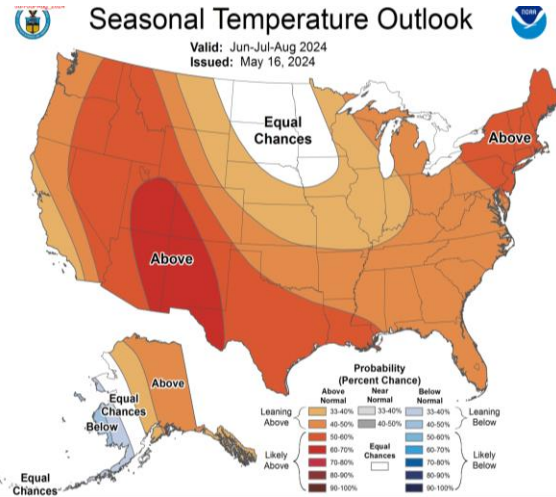 Seasonal Temperature Outlook
Valid: Jun-Jul-Aug 2024
Issued: May 16, 2024
NOAA
Equal
Chances
Above
Above
Above
Equal
Chances
Below
Equal
Chances
Probability
(Percent Chance)
Above Normal
Near Normal
Below Normal
Leaning Above
33-40%
33-40%
33-40%
Leaning Below
40-50%
40-50%
40-50%
Likely Above
50-60%
Equal Chances
50-60%
Likely Below
60-70%
60-70%
70-80%
70-80%
80-90%
80-90%
90-100%
90-100%